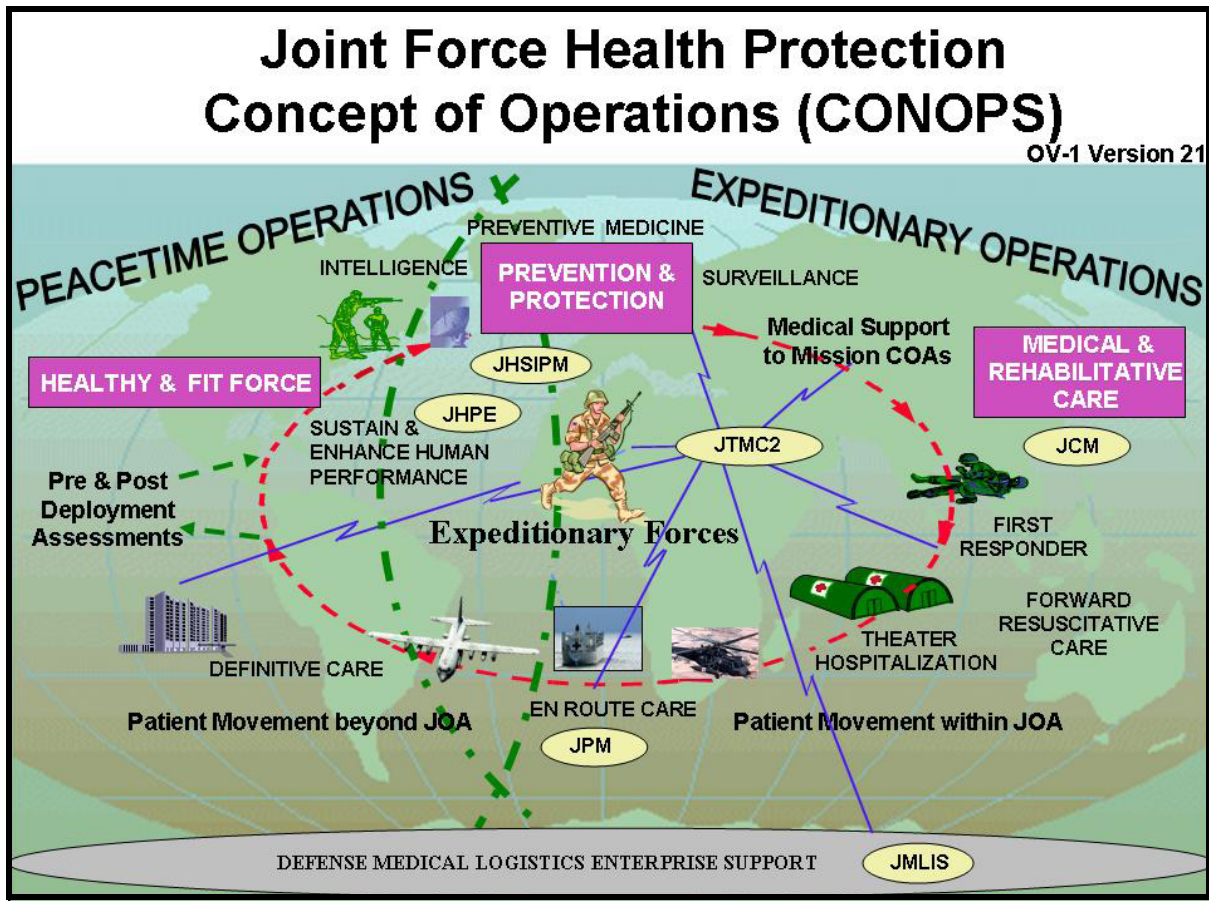 Joint Force Health Protection
Concept of Operations (CONOPS)
OV-1 Version 21
PEACETIME OPERATIONS
EXPEDITIONARY OPERATIONS
PREVENTIVE MEDICINE
INTELLIGENCE
PREVENTION &
PROTECTION
SURVEILLANCE
Medical Support
to Mission COAs
MEDICAL &
REHABILITATIVE
CARE
HEALTHY & FIT FORCE
JHSIPM
JHPE
JTMC2
JCM
SUSTAIN &
ENHANCE HUMAN
PERFORMANCE
Pre & Post
Deployment
Assessments
Expeditionary Forces
FIRST
RESPONDER
FORWARD
RESUSCITATIVE
CARE
THEATER
HOSPITALIZATION
DEFINITIVE CARE
EN ROUTE CARE
Patient Movement beyond JOA
Patient Movement within JOA
JPM
DEFENSE MEDICAL LOGISTICS ENTERPRISE SUPPORT
JMLIS